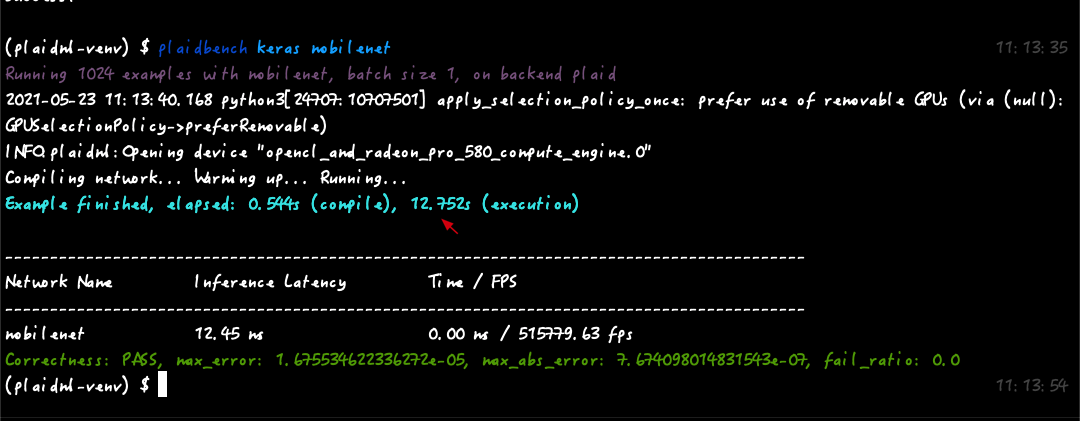 (plaidml-venv) $ plaidbench keras mobilenet 11:13:35
Running 1024 examples with mobilenet, batch size 1, on backend plaid
2021-05-23 11:13:40.168 python3[24707:10707501] apply_selection_policy_once: prefer use of removable GPUs (via (null):
GPUSelectionPolicy->preferRemovable)
INFO:plaidml:Opening device "opencl_amd_radeon_pro_580_compute_engine.0"
Compiling network... Warming up... Running...
Example finished, elapsed: 0.544s (compile), 12.752s (execution)
--------------------------------------------------------------------------------
Network Name Inference Latency Time / FPS
--------------------------------------------------------------------------------
mobilenet 12.45 ms 0.00 ms / 515779.63 fps
Correctness: PASS, max_error: 1.675534622336272e-05, max_abs_error: 7.674098014831543e-07, fail_ratio: 0.0
(plaidml-venv) $ 11:13:54